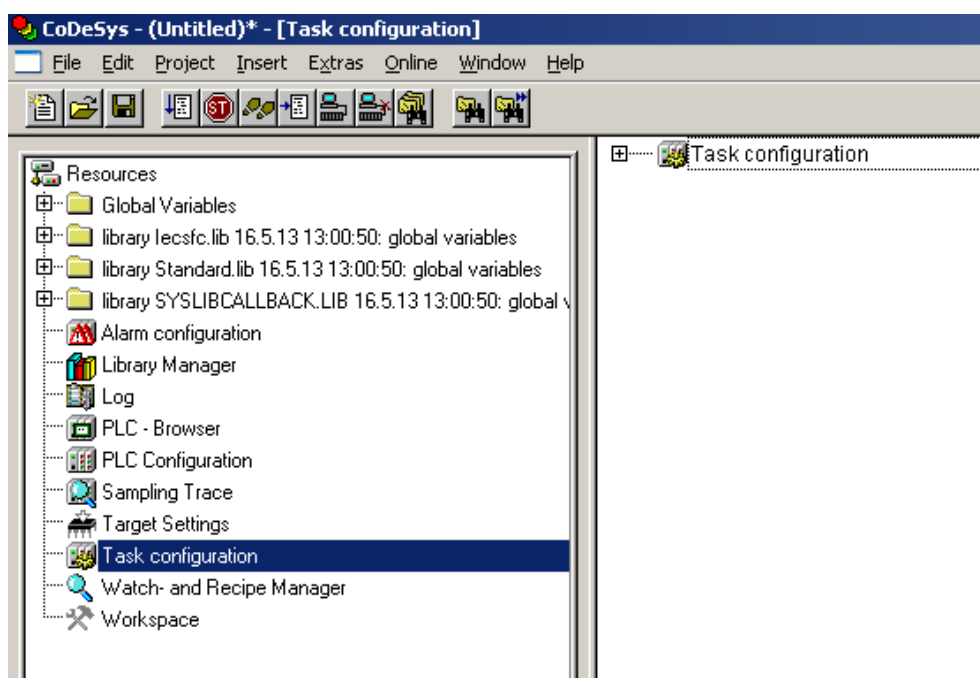 CoDeSys - (Untitled)* - [Task configuration]
File Edit Project Insert Extras Online Window Help
Resources
Global Variables
library Iecsfc.lib 16.5.13 13:00:50: global variables
library Standard.lib 16.5.13 13:00:50: global variables
library SYSLIBCALLBACK.LIB 16.5.13 13:00:50: global v
Alarm configuration
Library Manager
Log
PLC - Browser
PLC Configuration
Sampling Trace
Target Settings
Task configuration
Watch- and Recipe Manager
Workspace
Task configuration